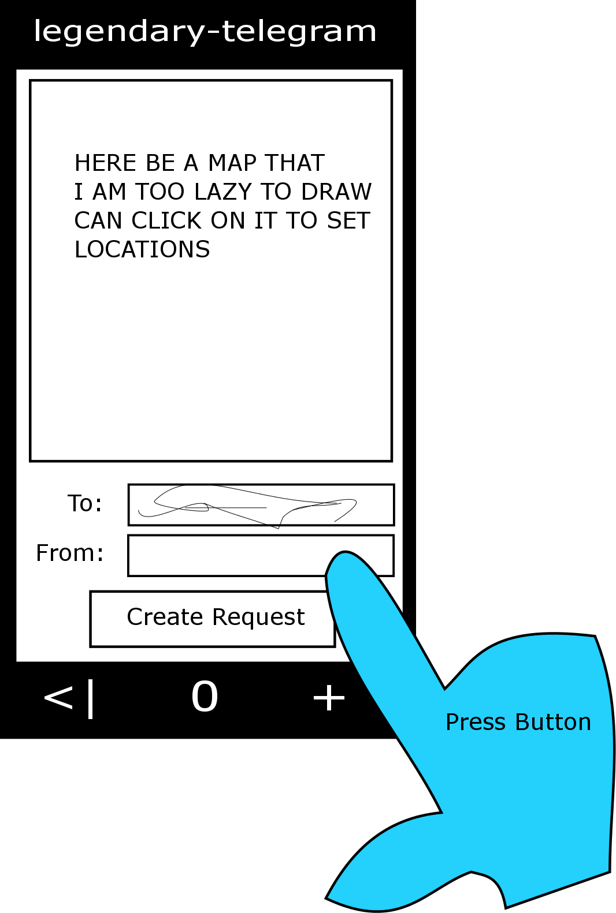 legendary-telegram
HERE BE A MAP THAT
I AM TOO LAZY TO DRAW
CAN CLICK ON IT TO SET
LOCATIONS
To:
From:
Create Request
<| O +
Press Button